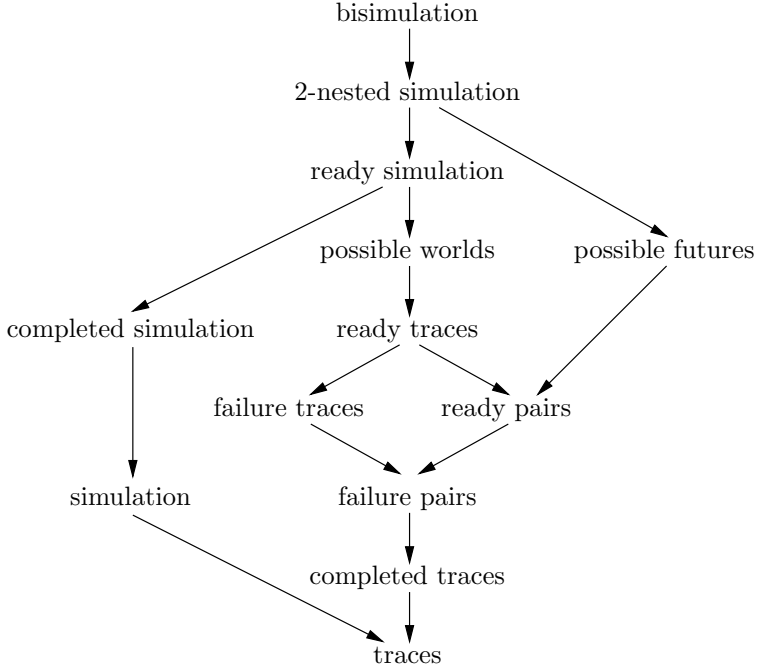 bisimulation
2-nested simulation
ready simulation
possible worlds
possible futures
completed simulation
ready traces
failure traces
ready pairs
simulation
failure pairs
completed traces
traces